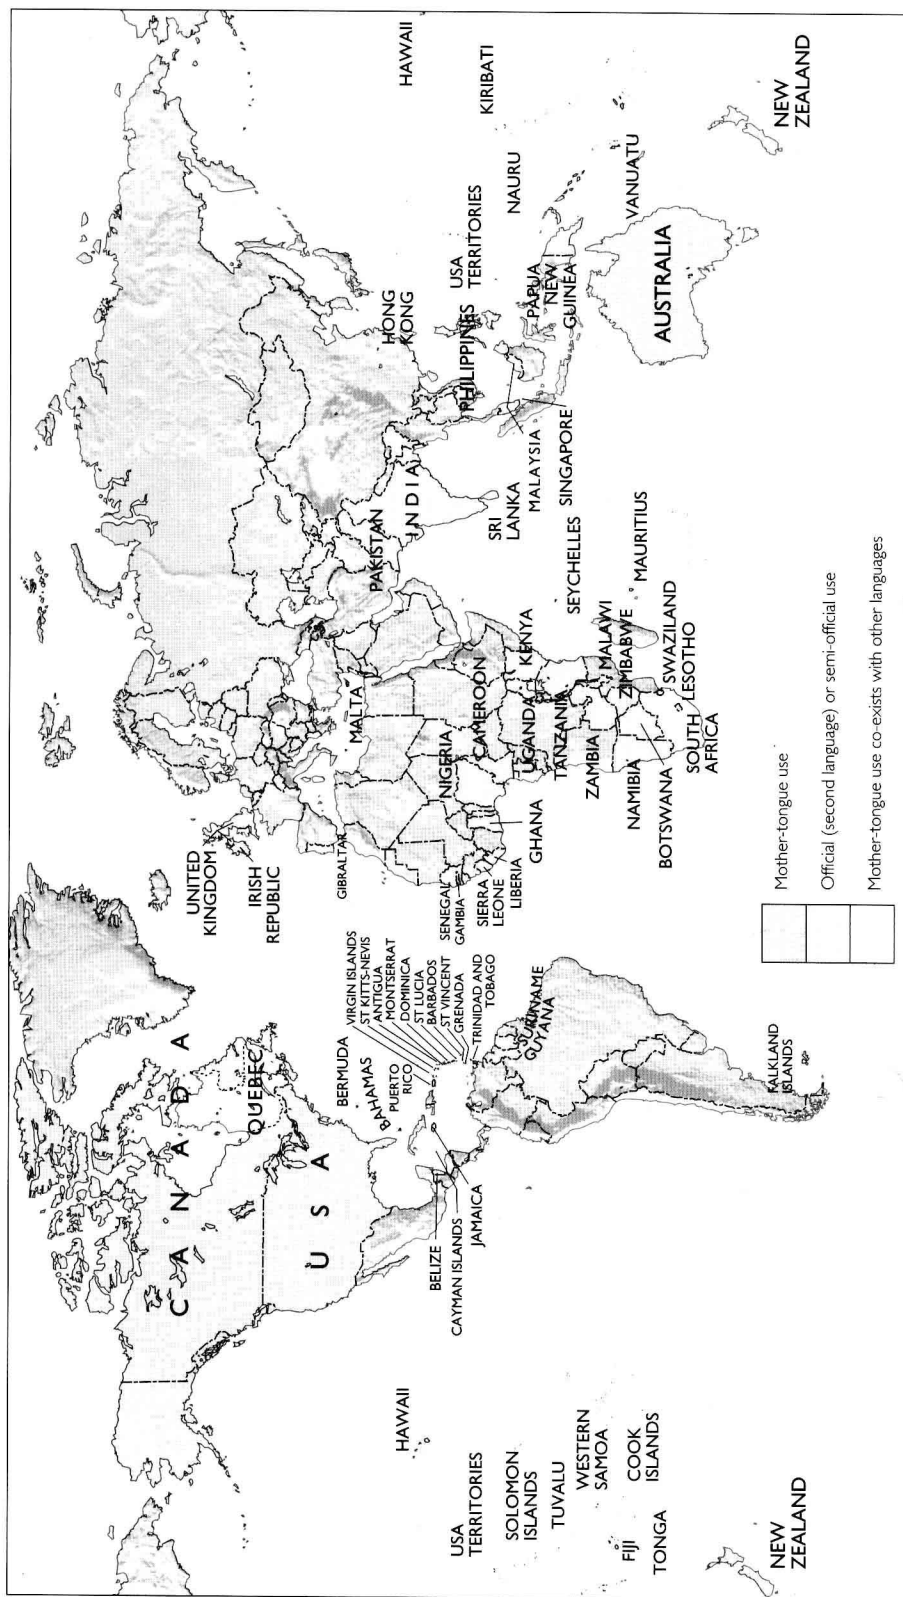 C A N A D A
QUEBEC
U S A
HAWAII
USA
TERRITORIES
SOLOMON
ISLANDS
TUVALU
WESTERN
SAMOA
COOK
ISLANDS
FIJI
TONGA
NEW
ZEALAND
BERMUDA
BAHAMAS
PUERTO
RICO
VIRGIN ISLANDS
ST KITTS-NEVIS
ANTIGUA
MONTSERRAT
DOMINICA
ST LUCIA
BARBADOS
ST VINCENT
GRENADA
TRINIDAD AND
TOBAGO
BELIZE
CAYMAN ISLANDS
JAMAICA
SURINAME
GUYANA
FALKLAND
ISLANDS
UNITED
KINGDOM
IRISH
REPUBLIC
GIBRALTAR
MALTA
SENEGAL
GAMBIA
SIERRA
LEONE
LIBERIA
GHANA
NIGERIA
CAMEROON
UGANDA
KENYA
TANZANIA
ZAMBIA
MALAWI
ZIMBABWE
NAMIBIA
BOTSWANA
SOUTH
AFRICA
SWAZILAND
LESOTHO
SEYCHELLES
MAURITIUS
PAKISTAN
I N D I A
SRI
LANKA
MALAYSIA
SINGAPORE
HONG
KONG
PHILIPPINES
USA
TERRITORIES
PAPUA
NEW
GUINEA
NAURU
HAWAII
KIRIBATI
VANUATU
AUSTRALIA
NEW
ZEALAND
Mother-tongue use
Official (second language) or semi-official use
Mother-tongue use co-exists with other languages